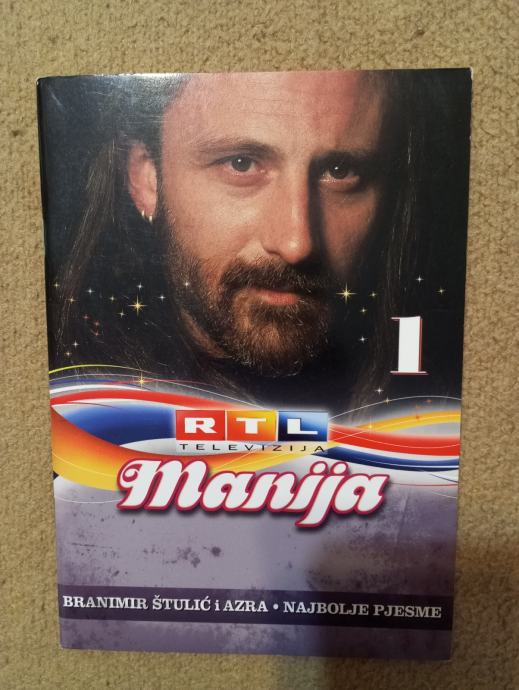 1
RTL
TELEVIZIJA
Manija
BRANIMIR ŠTULIĆ i AZRA • NAJBOLJE PJESME